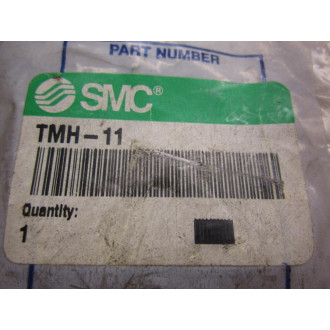 PART NUMBER
SMC®
TMH-11
Quantity:
1